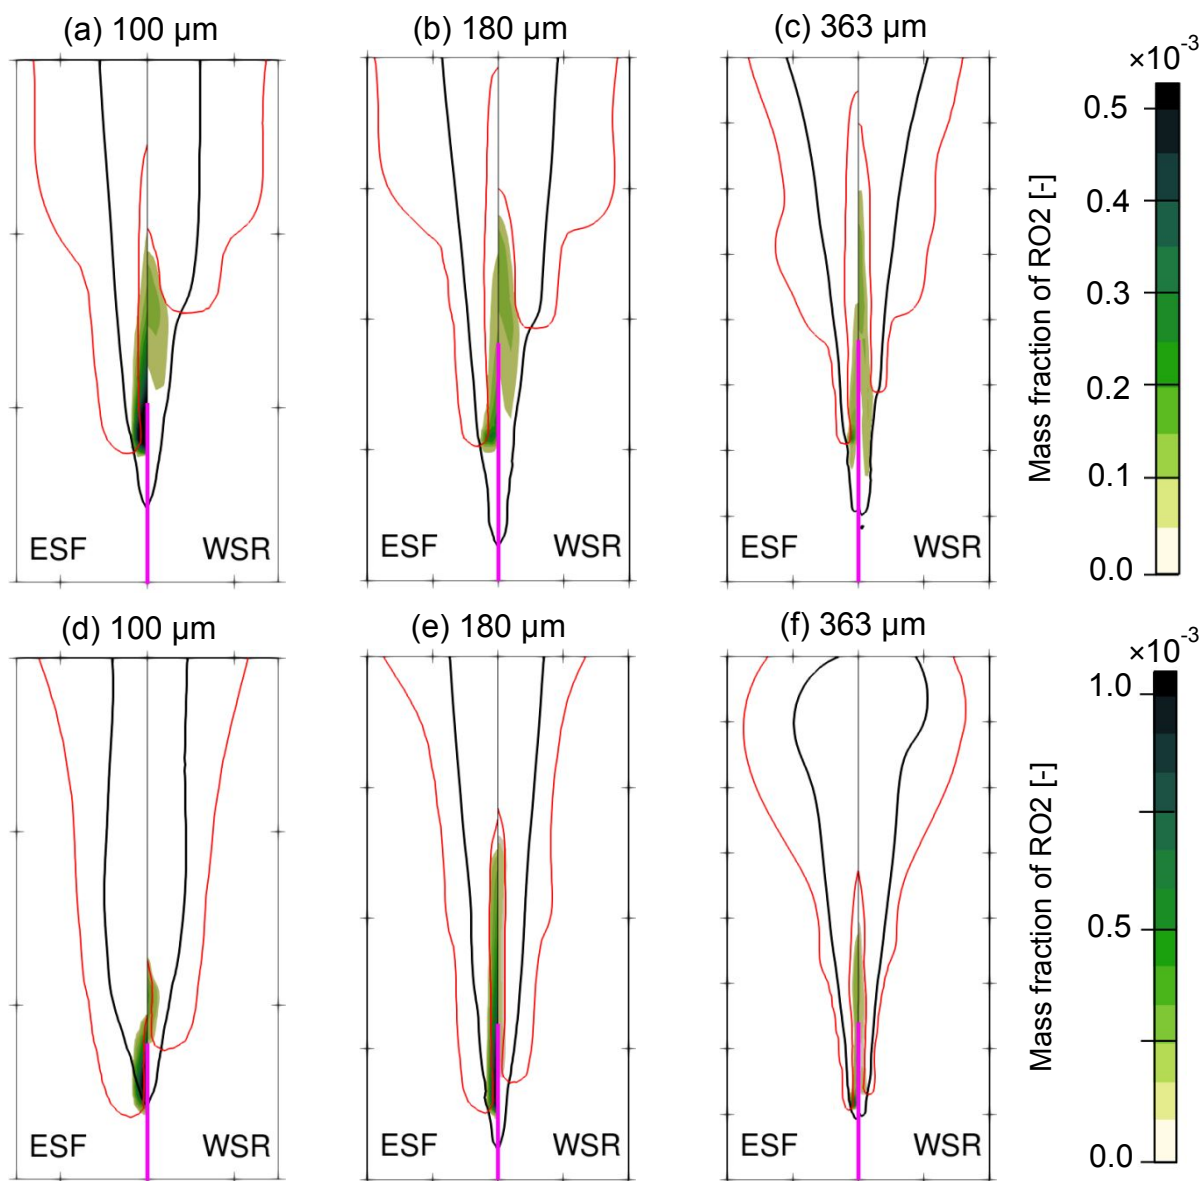 (a) 100 μm
(b) 180 μm
(c) 363 μm
×10-3
0.5
0.4
0.3
0.2
0.1
0.0
Mass fraction of RO2 [-]
ESF
WSR
ESF
WSR
ESF
WSR
(d) 100 μm
(e) 180 μm
(f) 363 μm
×10-3
1.0
0.5
0.0
Mass fraction of RO2 [-]
ESF
WSR
ESF
WSR
ESF
WSR